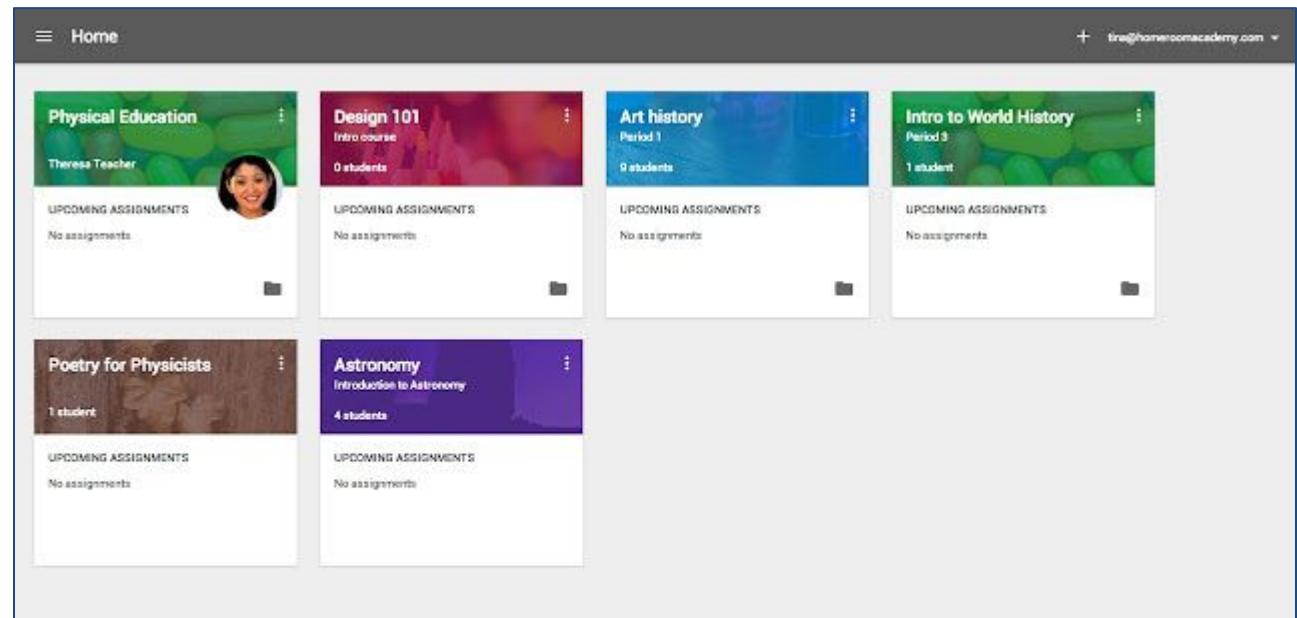 Home
+ tina@homeroomacademy.com
Physical Education
Theresa Teacher
UPCOMING ASSIGNMENTS
No assignments
Design 101
Intro course
0 students
UPCOMING ASSIGNMENTS
No assignments
Art history
Period 1
9 students
UPCOMING ASSIGNMENTS
No assignments
Intro to World History
Period 3
1 student
UPCOMING ASSIGNMENTS
No assignments
Poetry for Physicists
1 student
UPCOMING ASSIGNMENTS
No assignments
Astronomy
Introduction to Astronomy
4 students
UPCOMING ASSIGNMENTS
No assignments